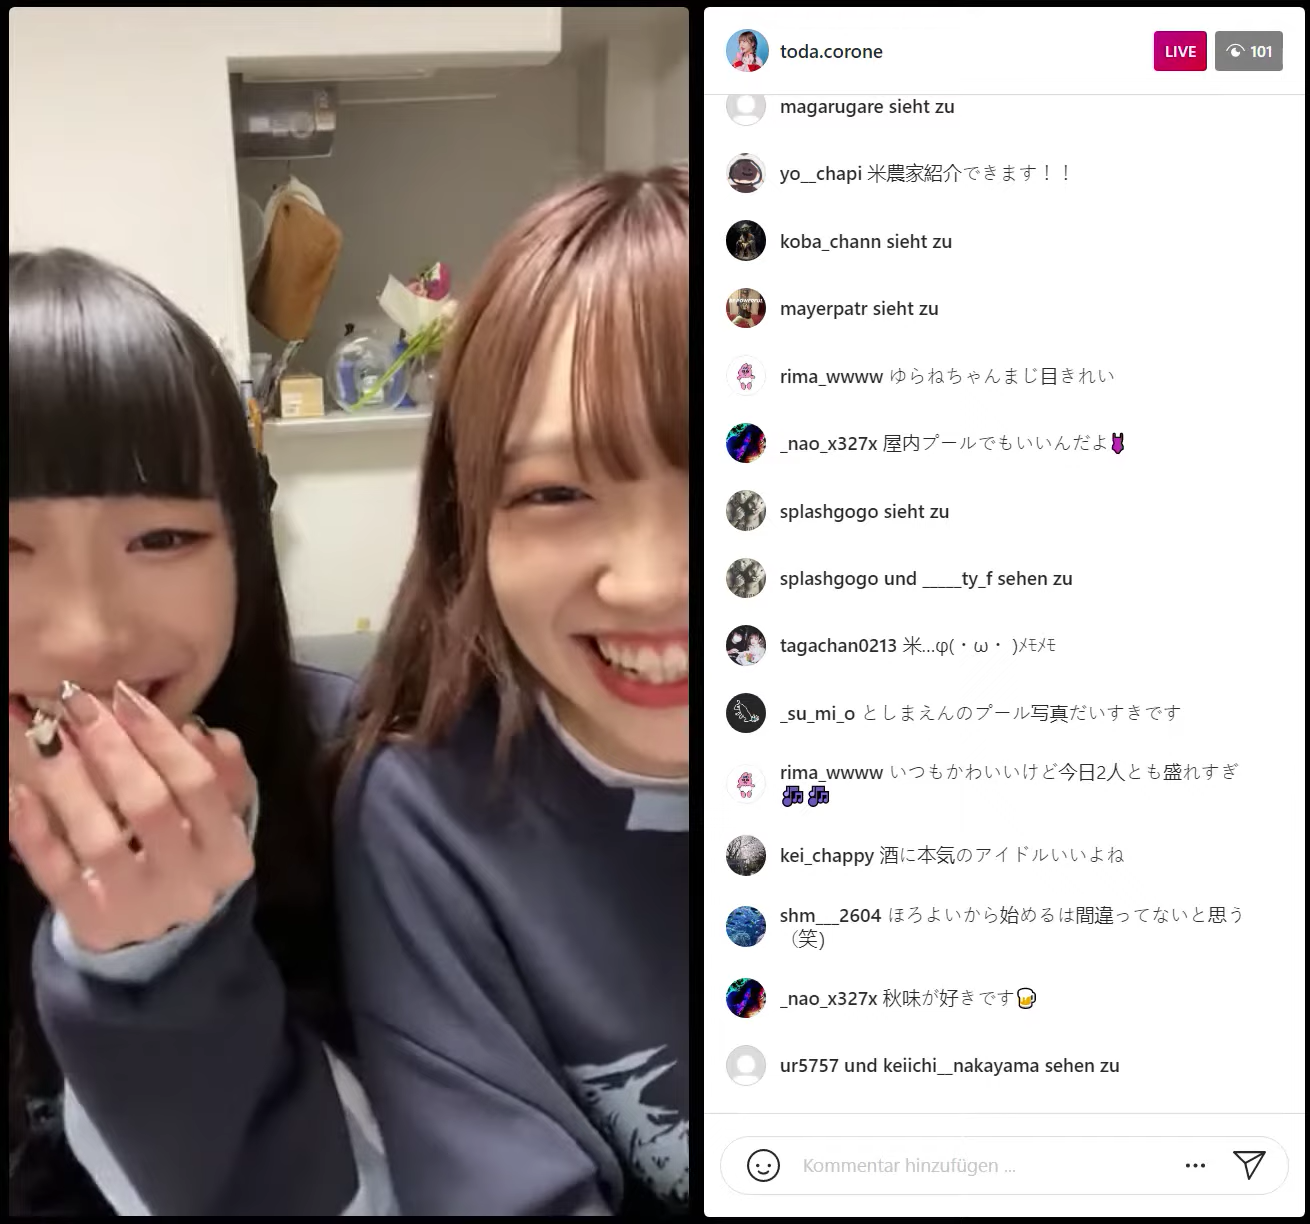 toda.corone
LIVE
101
magarugare sieht zu
yo__chapi 米農家紹介できます！！
koba_chann sieht zu
mayerpatr sieht zu
rima_wwww ゆらねちゃんまじ目きれい
_nao_x327x 屋内プールでもいいんだよ🩱
splashgogo sieht zu
splashgogo und _____ty_f sehen zu
tagachan0213 米...φ(・ω・ )ﾒﾓﾒﾓ
_su_mi_o としまえんのプール写真だいすきです
rima_wwww いつもかわいいけど今日2人とも盛れすぎ
🎶🎶
kei_chappy 酒に本気のアイドルいいよね
shm___2604 ほろよいから始めるは間違ってないと思う
（笑)
_nao_x327x 秋味が好きです🍺
ur5757 und keiichi__nakayama sehen zu
Kommentar hinzufügen ...